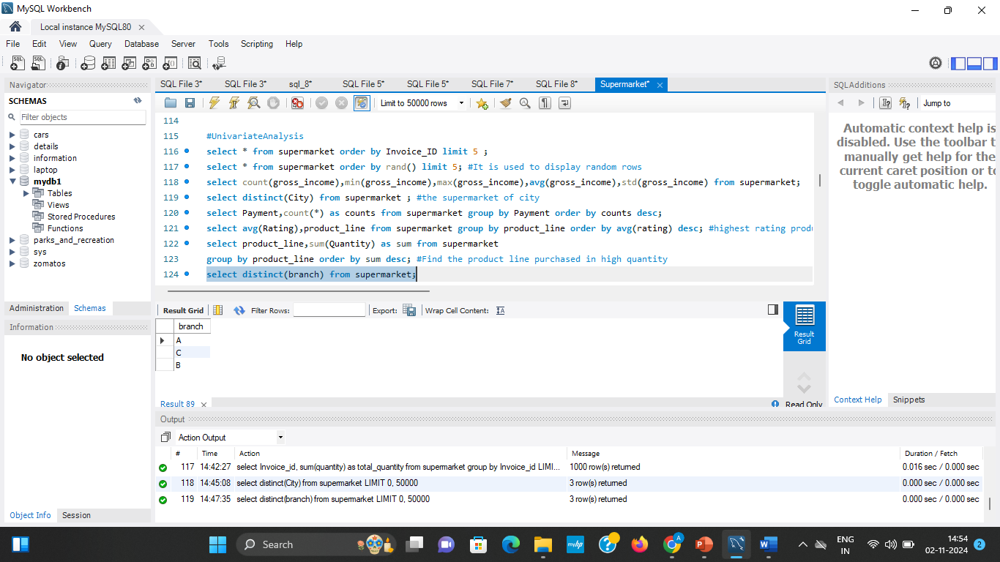 MySQL Workbench
Local instance MySQL80
File Edit View Query Database Server Tools Scripting Help
Navigator
SCHEMAS
Filter objects
cars
details
information
laptop
mydb1
Tables
Views
Stored Procedures
Functions
parks_and_recreation
sys
zomatos
Administration Schemas
Information
No object selected
Object Info Session
SQL File 3* SQL File 3* sql_8* SQL File 5* SQL File 5* SQL File 7* SQL File 8* Supermarket*
Limit to 50000 rows
114
115 #UnivariateAnalysis
116 select * from supermarket order by Invoice_ID limit 5 ;
117 select * from supermarket order by rand() limit 5; #It is used to display random rows
118 select count(gross_income),min(gross_income),max(gross_income),avg(gross_income),std(gross_income) from supermarket;
119 select distinct(City) from supermarket ; #the supermarket of city
120 select Payment,count(*) as counts from supermarket group by Payment order by counts desc;
121 select avg(Rating),product_line from supermarket group by product_line order by avg(rating) desc; #highest rating produ
122 select product_line,sum(Quantity) as sum from supermarket
123 group by product_line order by sum desc; #Find the product line purchased in high quantity
124 select distinct(branch) from supermarket;
Result Grid Filter Rows: Export: Wrap Cell Content:
branch
A
C
B
Result Grid
Result 89
Read Only
SQLAdditions
Jump to
Automatic context help is
disabled. Use the toolbar t
manually get help for the
current caret position or to
toggle automatic help.
Context Help Snippets
Output
Action Output
# Time Action Message Duration / Fetch
117 14:42:27 select Invoice_id, sum(quantity) as total_quantity from supermarket group by Invoice_id LIMI... 1000 row(s) returned 0.016 sec / 0.000 sec
118 14:45:08 select distinct(City) from supermarket LIMIT 0, 50000 3 row(s) returned 0.000 sec / 0.000 sec
119 14:47:35 select distinct(branch) from supermarket LIMIT 0, 50000 3 row(s) returned 0.000 sec / 0.000 sec
Search
ENG
IN
14:54
02-11-2024
2